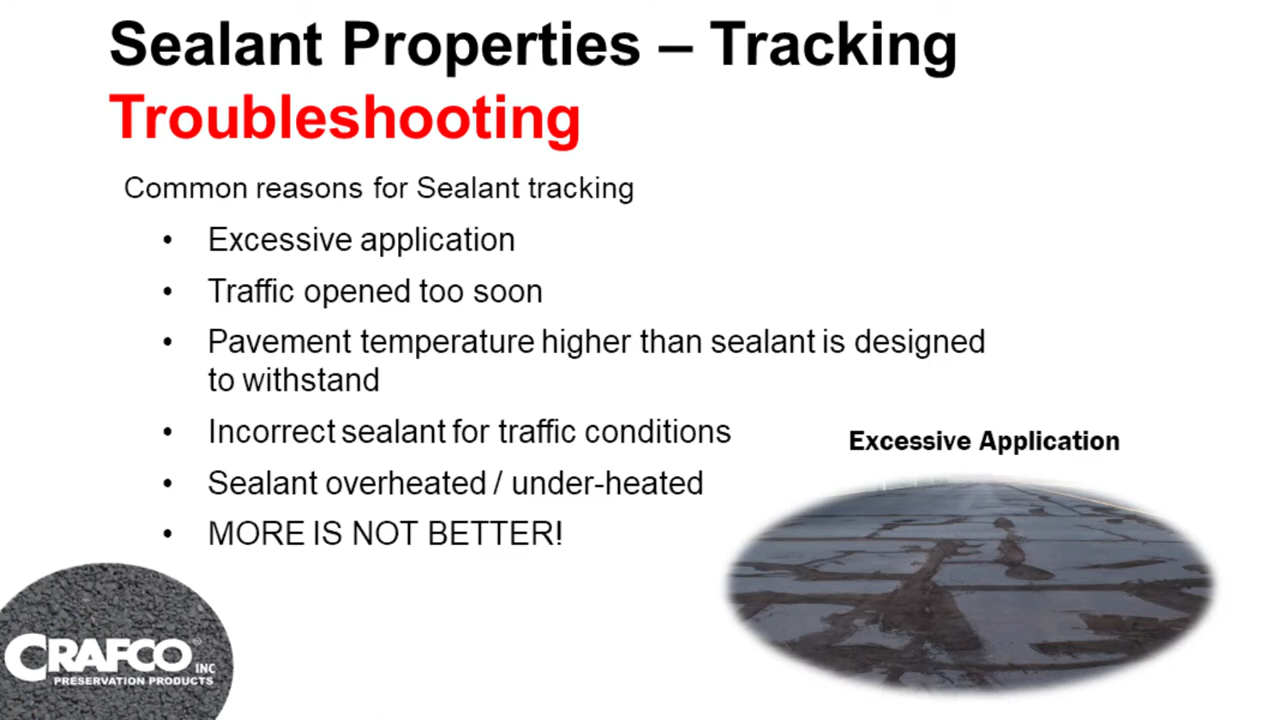 Sealant Properties – Tracking
Troubleshooting
Common reasons for Sealant tracking
• Excessive application
• Traffic opened too soon
• Pavement temperature higher than sealant is designed
to withstand
• Incorrect sealant for traffic conditions
• Sealant overheated / under-heated
• MORE IS NOT BETTER!
Excessive Application
CRAFCO® INC
PRESERVATION PRODUCTS